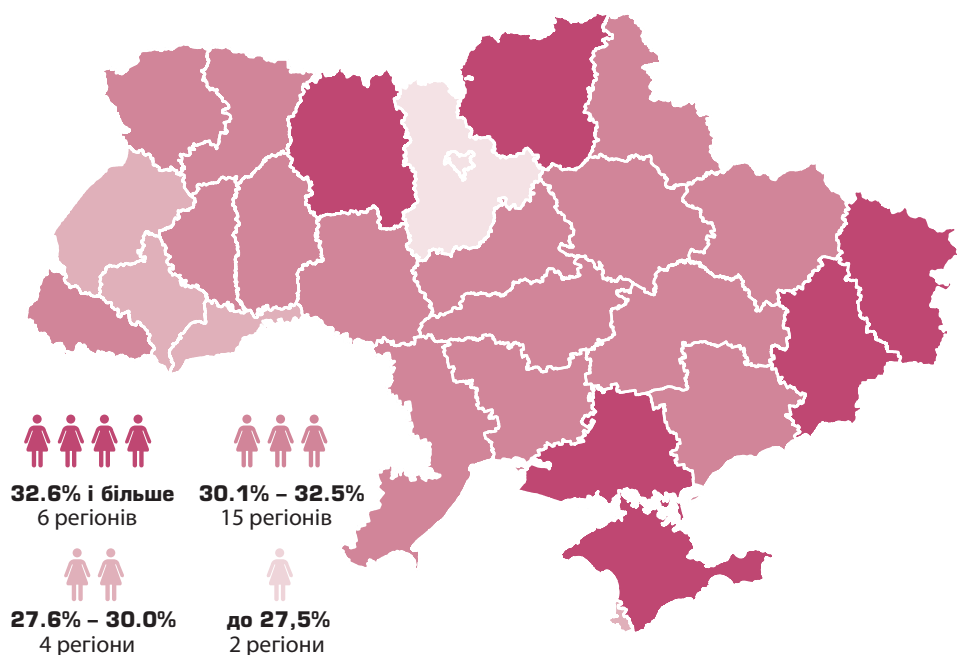 32.6% і більше
6 регіонів
30.1% – 32.5%
15 регіонів
27.6% – 30.0%
4 регіони
до 27,5%
2 регіони